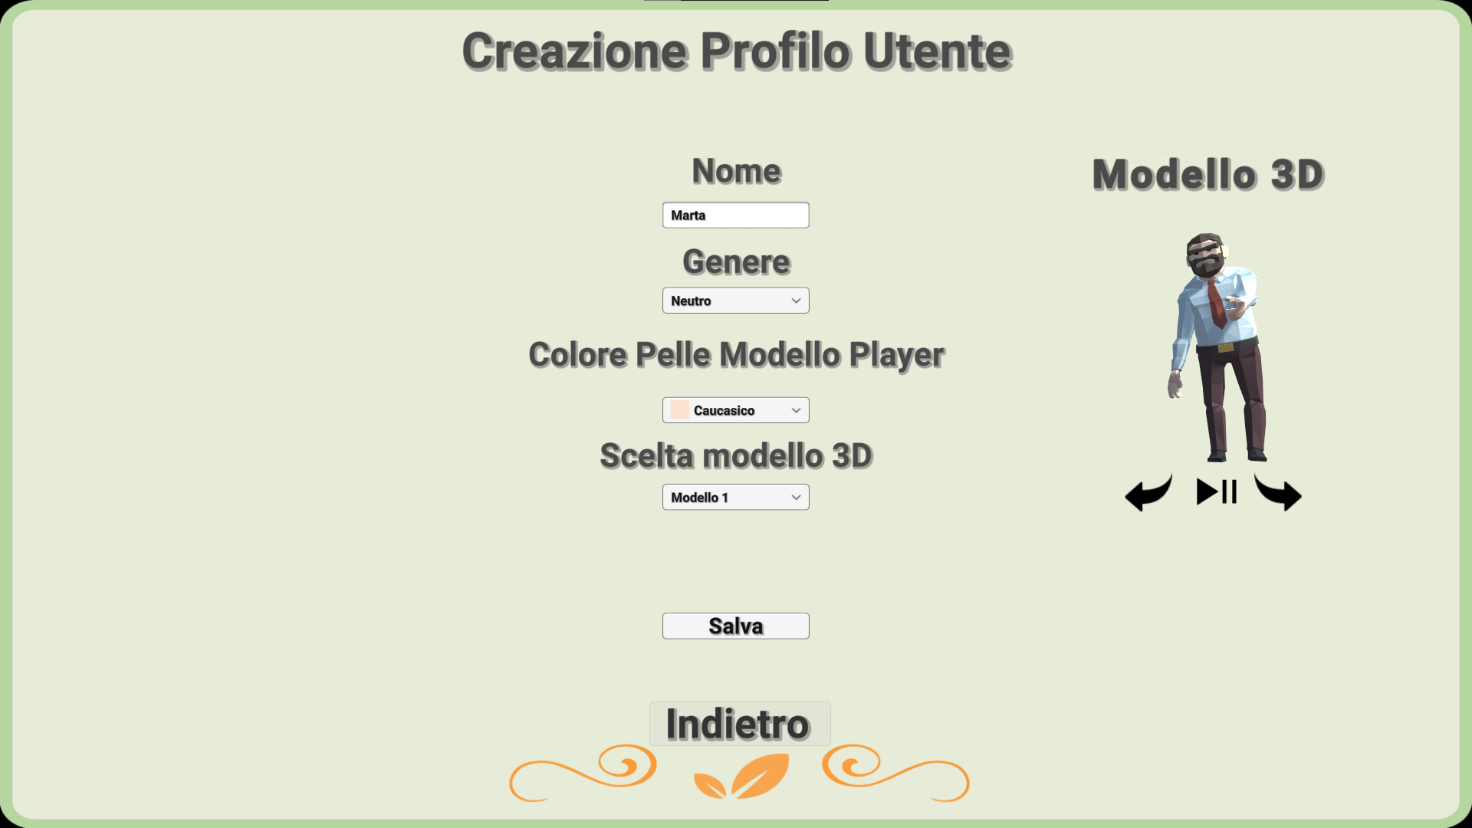 Creazione Profilo Utente
Nome
Marta
Genere
Neutro
Colore Pelle Modello Player
Caucasico
Scelta modello 3D
Modello 1
Salva
Indietro
Modello 3D